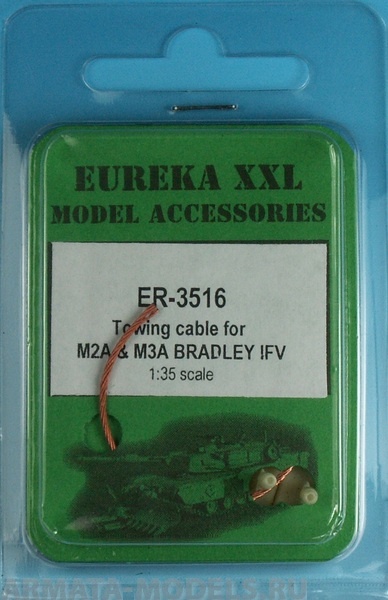 EUREKA XXL
MODEL ACCESSORIES
ER-3516
Towing cable for
M2A & M3A BRADLEY IFV
1:35 scale
ARMATA-MODELS.RU